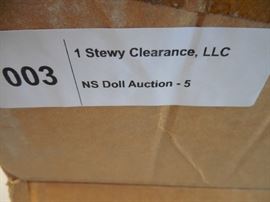 1 Stewy Clearance, LLC
003
NS Doll Auction - 5